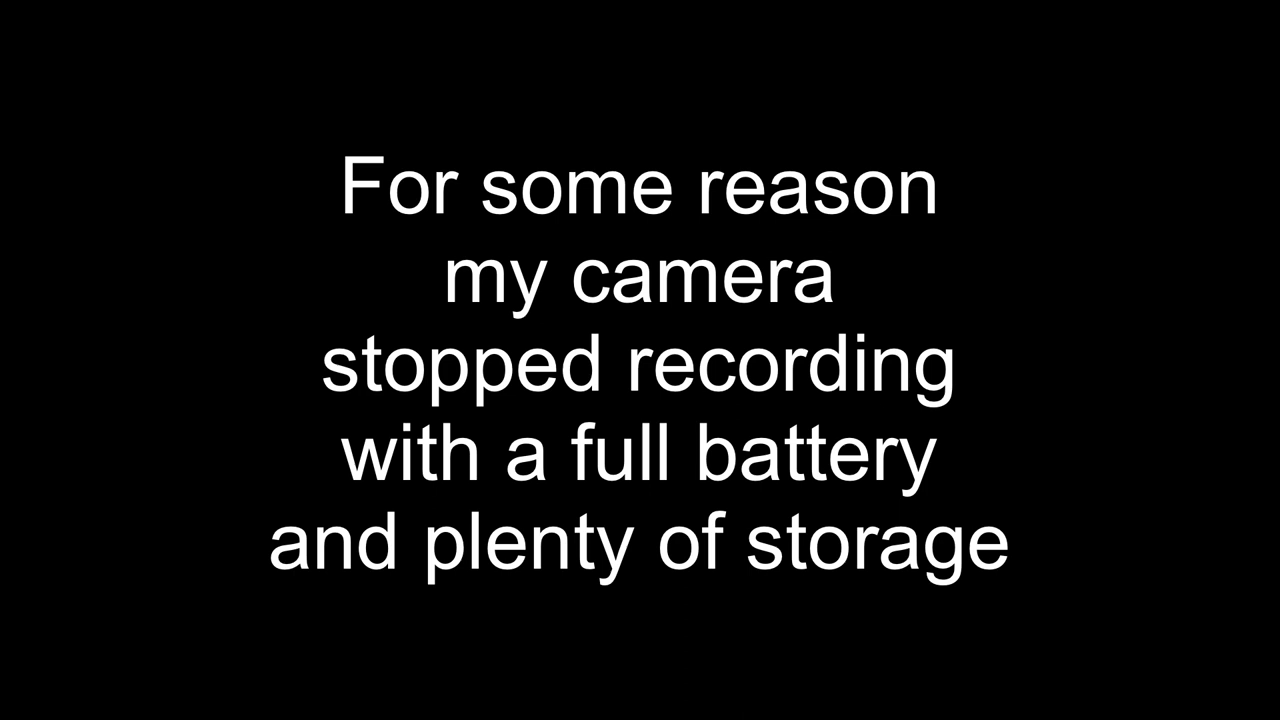 For some reason
my camera
stopped recording
with a full battery
and plenty of storage